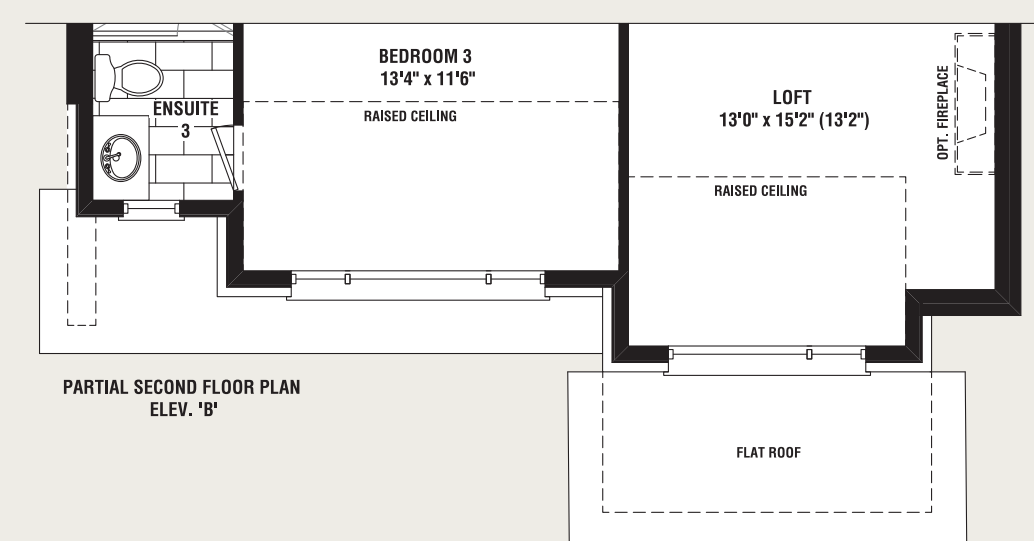 BEDROOM 3
13'4" x 11'6"
RAISED CEILING
ENSUITE
3
LOFT
13'0" x 15'2" (13'2")
OPT. FIREPLACE
RAISED CEILING
PARTIAL SECOND FLOOR PLAN
ELEV. 'B'
FLAT ROOF